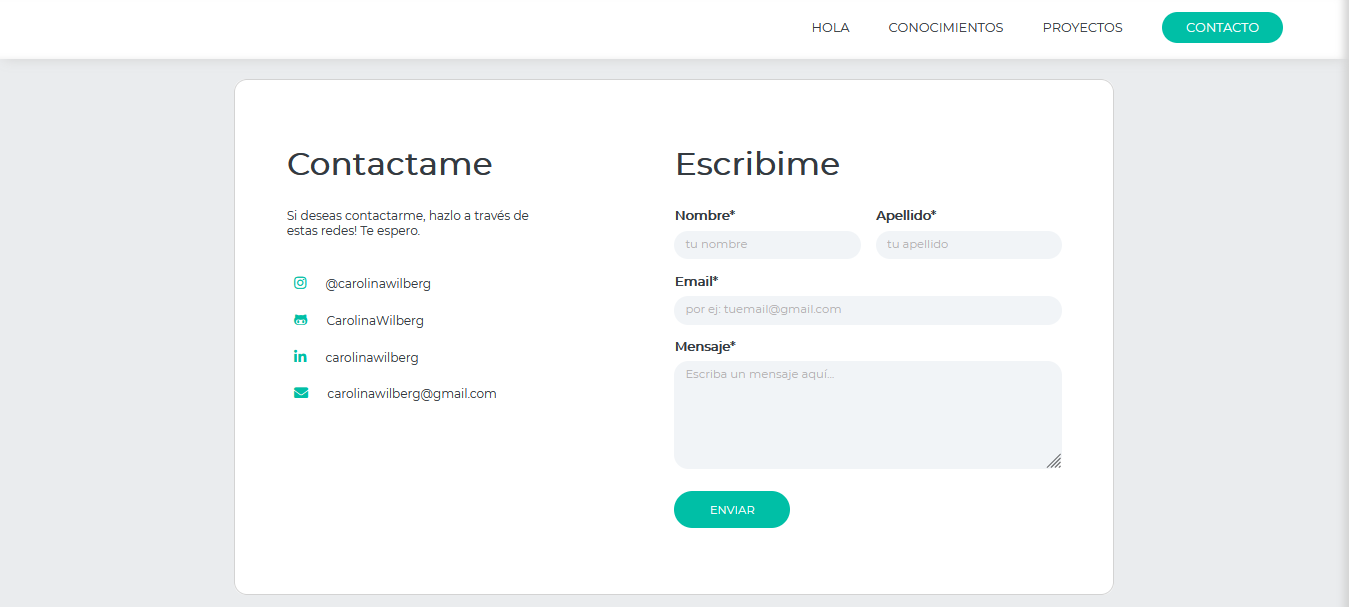 HOLA CONOCIMIENTOS PROYECTOS CONTACTO
Contactame
Si deseas contactarme, hazlo a través de
estas redes! Te espero.
@carolinawilberg
CarolinaWilberg
carolinawilberg
carolinawilberg@gmail.com
Escribime
Nombre* Apellido*
tu nombre tu apellido
Email*
por ej: tuemail@gmail.com
Mensaje*
Escriba un mensaje aquí...
ENVIAR